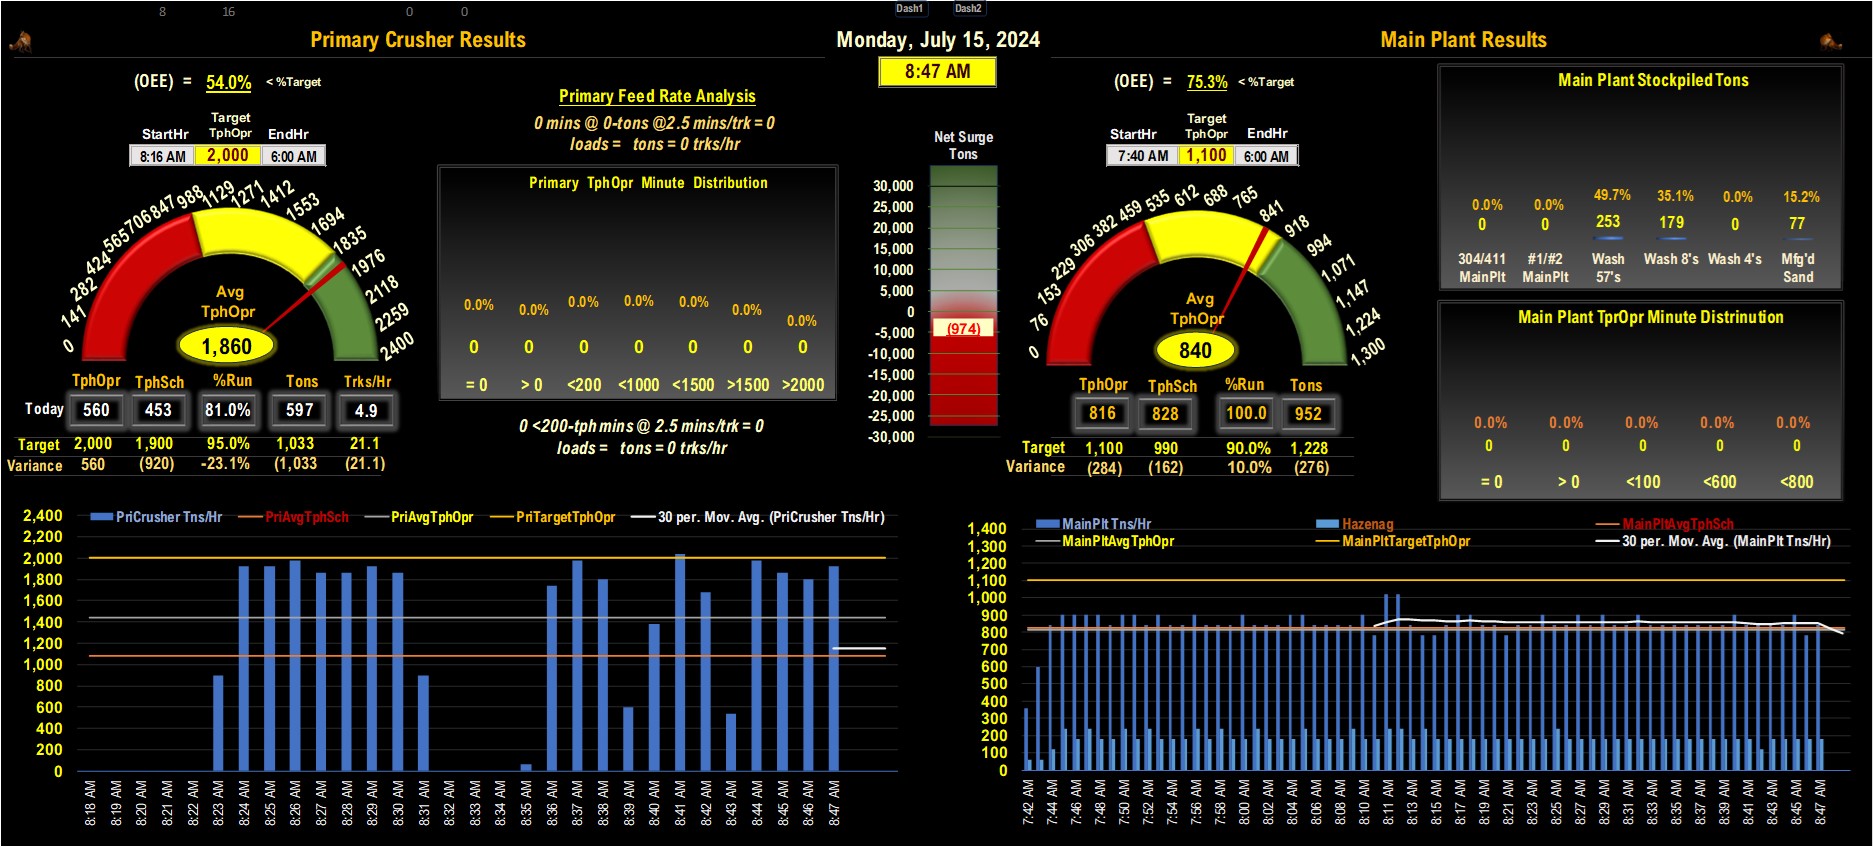 8 16 0 0
Dash1 Dash2
Primary Crusher Results
Monday, July 15, 2024
8:47 AM
Main Plant Results
(OEE) = 54.0% < %Target
Target
StartHr TphOpr EndHr
8:16 AM 2,000 6:00 AM
0 141 282 424 565 706 847 988 1129 1271 1412 1553 1694 1835 1976 2118 2259 2400
Avg
TphOpr
1,860
TphOpr TphSch %Run Tons Trks/Hr
Today 560 453 81.0% 597 4.9
Target 2,000 1,900 95.0% 1,033 21.1
Variance 560 (920) -23.1% (1,033 (21.1)
Primary Feed Rate Analysis
0 mins @ 0-tons @2.5 mins/trk = 0
loads = tons = 0 trks/hr
Primary TphOpr Minute Distribution
0.0% 0.0% 0.0% 0.0% 0.0% 0.0% 0.0%
0 0 0 0 0 0 0
= 0 > 0 <200 <1000 <1500 >1500 >2000
0 <200-tph mins @ 2.5 mins/trk = 0
loads = tons = 0 trks/hr
Net Surge
Tons
30,000
25,000
20,000
15,000
10,000
5,000
0
(974)
-5,000
-10,000
-15,000
-20,000
-25,000
-30,000
(OEE) = 75.3% < %Target
Target
StartHr TphOpr EndHr
7:40 AM 1,100 6:00 AM
0 76 153 229 306 382 459 535 612 688 765 841 918 994 1,071 1,147 1,224 1,300
Avg
TphOpr
840
TphOpr TphSch %Run Tons
816 828 100.0 952
Target 1,100 990 90.0% 1,228
Variance (284) (162) 10.0% (276)
Main Plant Stockpiled Tons
0.0% 0.0% 49.7% 35.1% 0.0% 15.2%
0 0 253 179 0 77
304/411 #1/#2 Wash Wash 8's Wash 4's Mfg'd
MainPlt MainPlt 57's Sand
Main Plant TprOpr Minute Distrinution
0.0% 0.0% 0.0% 0.0% 0.0%
0 0 0 0 0
= 0 > 0 <100 <600 <800
PriCrusher Tns/Hr PriAvgTphSch PriAvgTphOpr PriTargetTphOpr 30 per. Mov. Avg. (PriCrusher Tns/Hr)
2,400
2,200
2,000
1,800
1,600
1,400
1,200
1,000
800
600
400
200
0
8:18 AM 8:19 AM 8:20 AM 8:21 AM 8:22 AM 8:23 AM 8:24 AM 8:25 AM 8:26 AM 8:27 AM 8:28 AM 8:29 AM 8:30 AM 8:31 AM 8:32 AM 8:33 AM 8:34 AM 8:35 AM 8:36 AM 8:37 AM 8:38 AM 8:39 AM 8:40 AM 8:41 AM 8:42 AM 8:43 AM 8:44 AM 8:45 AM 8:46 AM 8:47 AM
MainPlt Tns/Hr Hazenag MainPltAvgTphSch
MainPltAvgTphOpr MainPltTargetTphOpr 30 per. Mov. Avg. (MainPlt Tns/Hr)
1,400
1,300
1,200
1,100
1,000
900
800
700
600
500
400
300
200
100
0
7:42 AM 7:44 AM 7:46 AM 7:48 AM 7:50 AM 7:52 AM 7:54 AM 7:56 AM 7:58 AM 8:00 AM 8:02 AM 8:04 AM 8:06 AM 8:08 AM 8:10 AM 8:11 AM 8:13 AM 8:15 AM 8:17 AM 8:19 AM 8:21 AM 8:23 AM 8:25 AM 8:27 AM 8:29 AM 8:31 AM 8:33 AM 8:35 AM 8:37 AM 8:39 AM 8:41 AM 8:43 AM 8:45 AM 8:47 AM